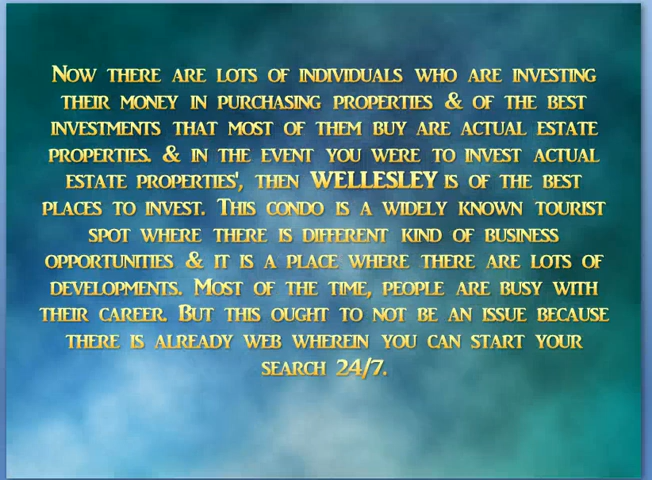 Now there are lots of individuals who are investing
their money in purchasing properties & of the best
investments that most of them buy are actual estate
properties. & in the event you were to invest actual
estate properties', then WELLESLEY is of the best
places to invest. This condo is a widely known tourist
spot where there is different kind of business
opportunities & it is a place where there are lots of
developments. Most of the time, people are busy with
their career. But this ought to not be an issue because
there is already web wherein you can start your
search 24/7.